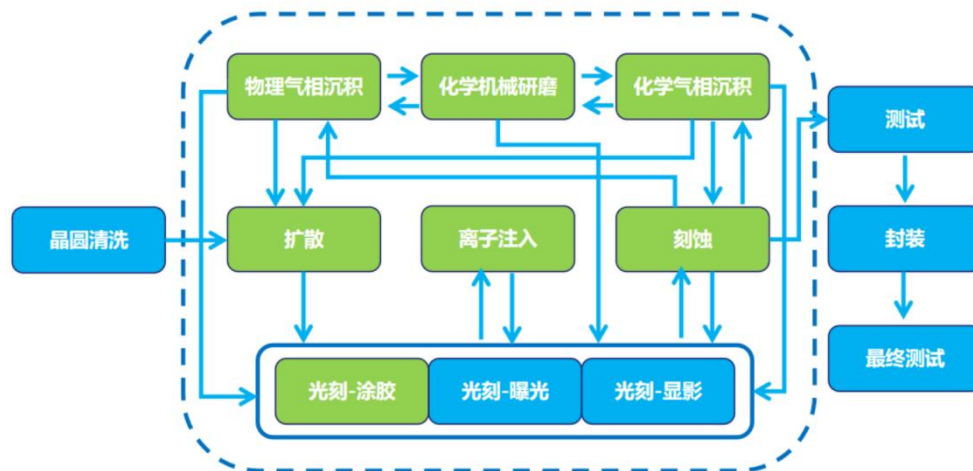 物理气相沉积
化学机械研磨
化学气相沉积
测试
晶圆清洗
扩散
离子注入
刻蚀
封装
光刻-涂胶
光刻-曝光
光刻-显影
最终测试